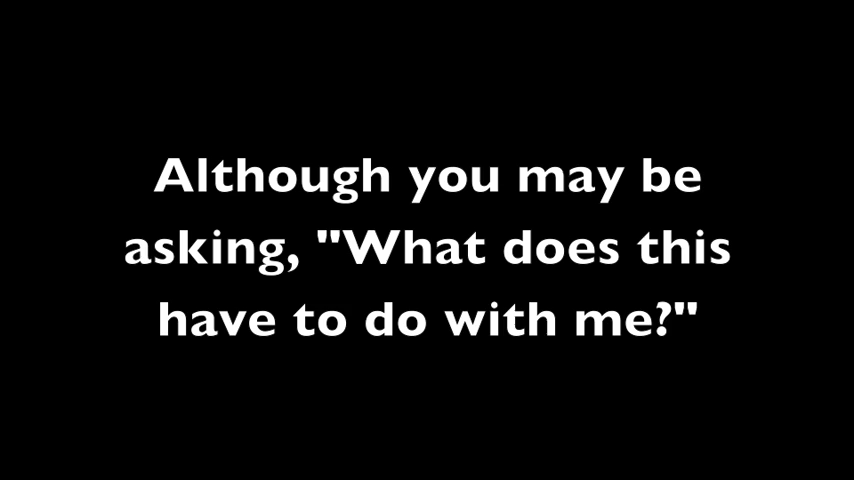 Although you may be
asking, "What does this
have to do with me?"